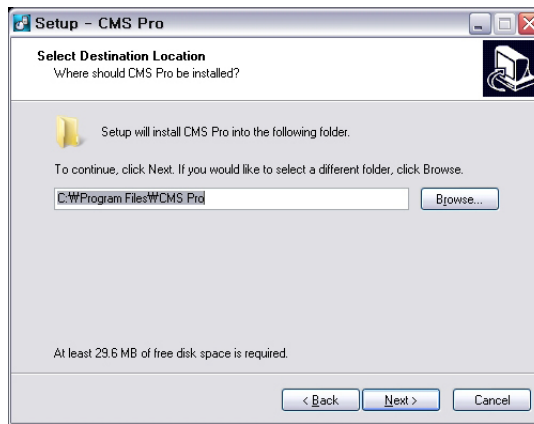 Setup - CMS Pro
Select Destination Location
Where should CMS Pro be installed?
Setup will install CMS Pro into the following folder.
To continue, click Next. If you would like to select a different folder, click Browse.
C:₩Program Files₩CMS Pro
Browse...
At least 29.6 MB of free disk space is required.
< Back
Next >
Cancel